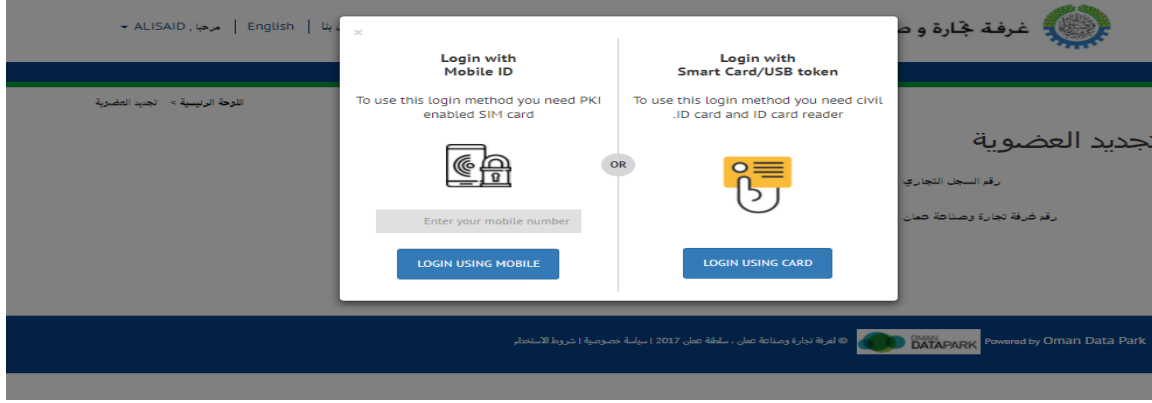 غرفة تجارة و
مرحبا , ALISAID | English | بنا
×
Login with
Mobile ID
To use this login method you need PKI
enabled SIM card
Enter your mobile number
LOGIN USING MOBILE
OR
Login with
Smart Card/USB token
To use this login method you need civil
.ID card and ID card reader
LOGIN USING CARD
اللوحة الرئيسية > تجديد العضوية
تجديد العضوية
رقم السجل التجاري
رقم غرفة تجارة وصناعة عمان
© لغرفة تجارة وصناعة عمان ، سلطنة عمان 2017 | سياسة خصوصية | شروط الاستخدام
OMAN
DATAPARK
Powered by Oman Data Park